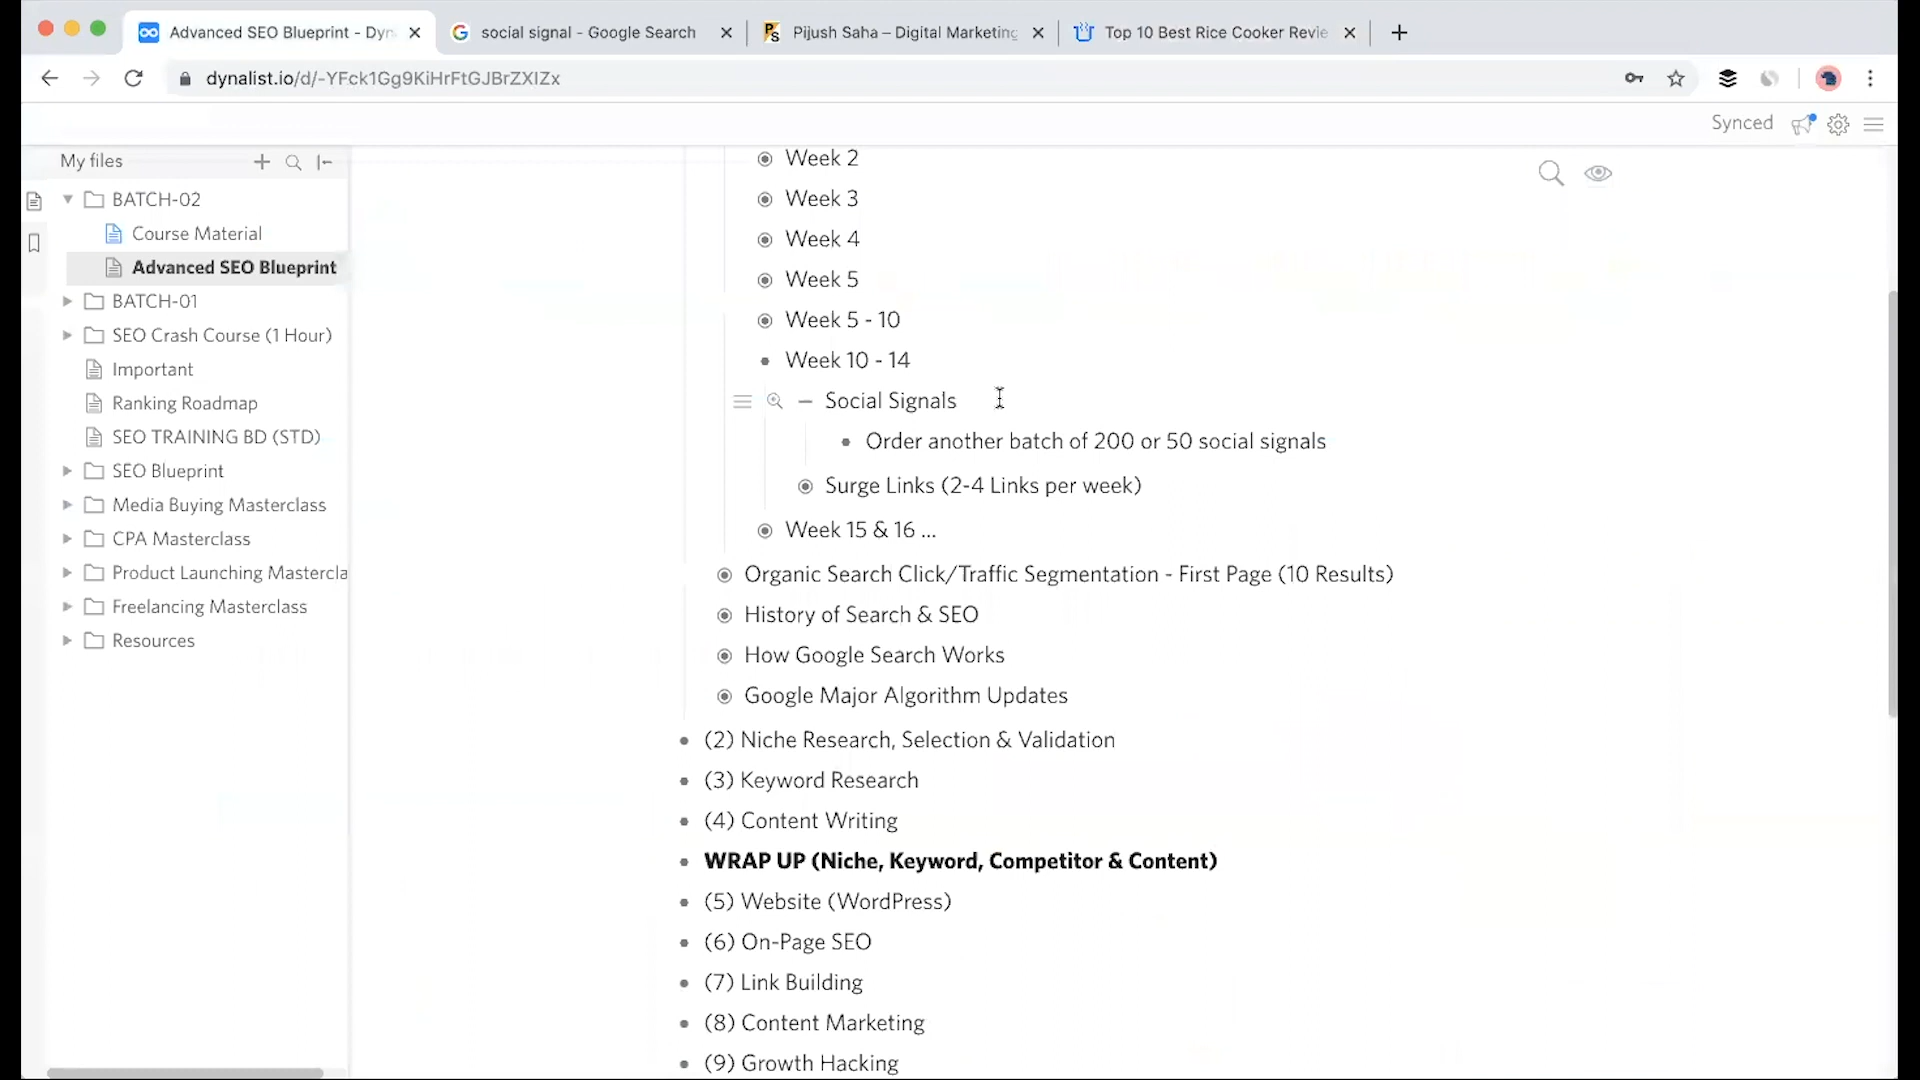 Advanced SEO Blueprint - Dyn
social signal - Google Search
Pijush Saha – Digital Marketing
Top 10 Best Rice Cooker Revie
dynalist.io/d/-YFck1Gg9KiHrFtGJBrZXIZx
Synced
My files
BATCH-02
Course Material
Advanced SEO Blueprint
BATCH-01
SEO Crash Course (1 Hour)
Important
Ranking Roadmap
SEO TRAINING BD (STD)
SEO Blueprint
Media Buying Masterclass
CPA Masterclass
Product Launching Mastercla
Freelancing Masterclass
Resources
Week 2
Week 3
Week 4
Week 5
Week 5 - 10
Week 10 - 14
Social Signals
Order another batch of 200 or 50 social signals
Surge Links (2-4 Links per week)
Week 15 & 16 ...
Organic Search Click/Traffic Segmentation - First Page (10 Results)
History of Search & SEO
How Google Search Works
Google Major Algorithm Updates
(2) Niche Research, Selection & Validation
(3) Keyword Research
(4) Content Writing
WRAP UP (Niche, Keyword, Competitor & Content)
(5) Website (WordPress)
(6) On-Page SEO
(7) Link Building
(8) Content Marketing
(9) Growth Hacking